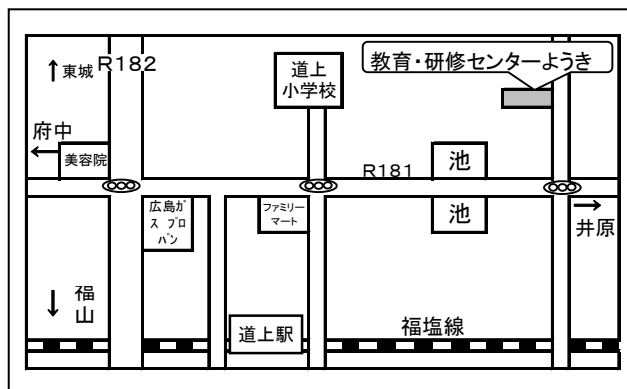 東城
R182
道上
小学校
教育・研修センターようき
府中
美容院
R181
池
広島ガ
ス プロ
パン
ファミリー
マート
池
井原
福
山
道上駅
福塩線